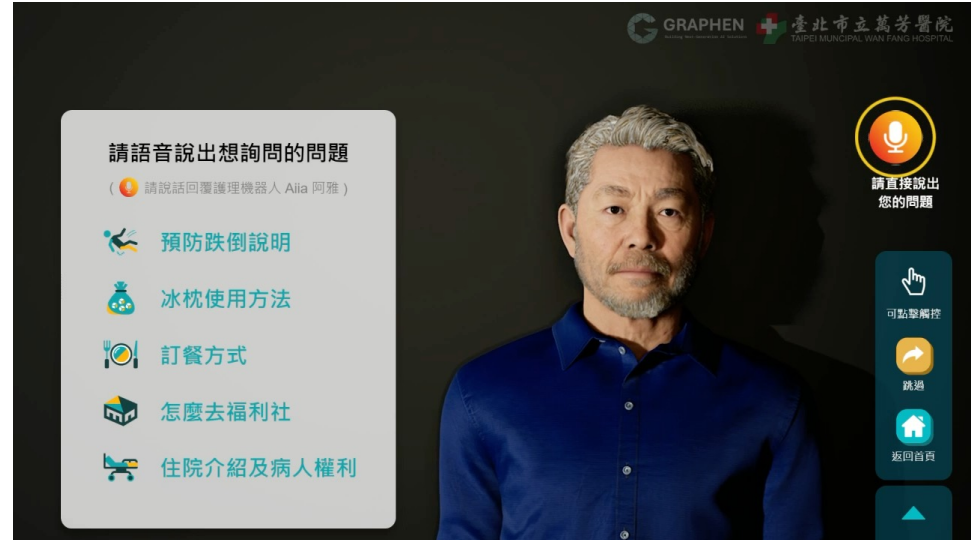 GRAPHEN
臺北市立萬芳醫院
TAIPEI MUNICIPAL WAN FANG HOSPITAL
請語音說出想詢問的問題
( 請說話回覆護理機器人 Aiia 阿雅 )
預防跌倒說明
冰枕使用方法
訂餐方式
怎麼去福利社
住院介紹及病人權利
請直接說出
您的問題
可點擊觸控
跳過
返回首頁